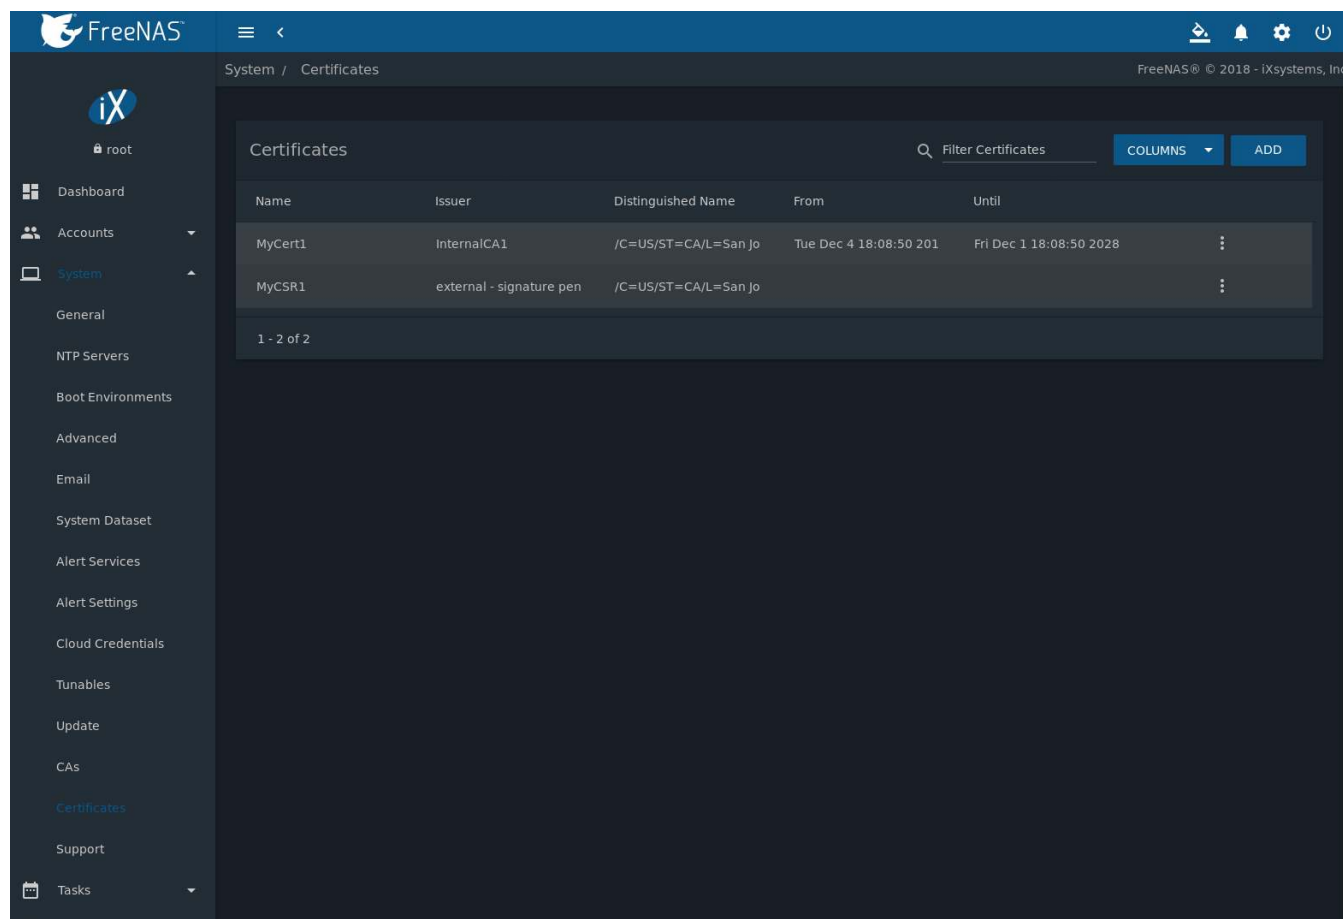 FreeNAS™
System / Certificates
FreeNAS® © 2018 - iXsystems, Inc
iX
root
Dashboard
Accounts
System
General
NTP Servers
Boot Environments
Advanced
Email
System Dataset
Alert Services
Alert Settings
Cloud Credentials
Tunables
Update
CAs
Certificates
Support
Tasks
Certificates
Filter Certificates
COLUMNS
ADD
Name Issuer Distinguished Name From Until
MyCert1 InternalCA1 /C=US/ST=CA/L=San Jo Tue Dec 4 18:08:50 201 Fri Dec 1 18:08:50 2028
MyCSR1 external - signature pen /C=US/ST=CA/L=San Jo
1 - 2 of 2